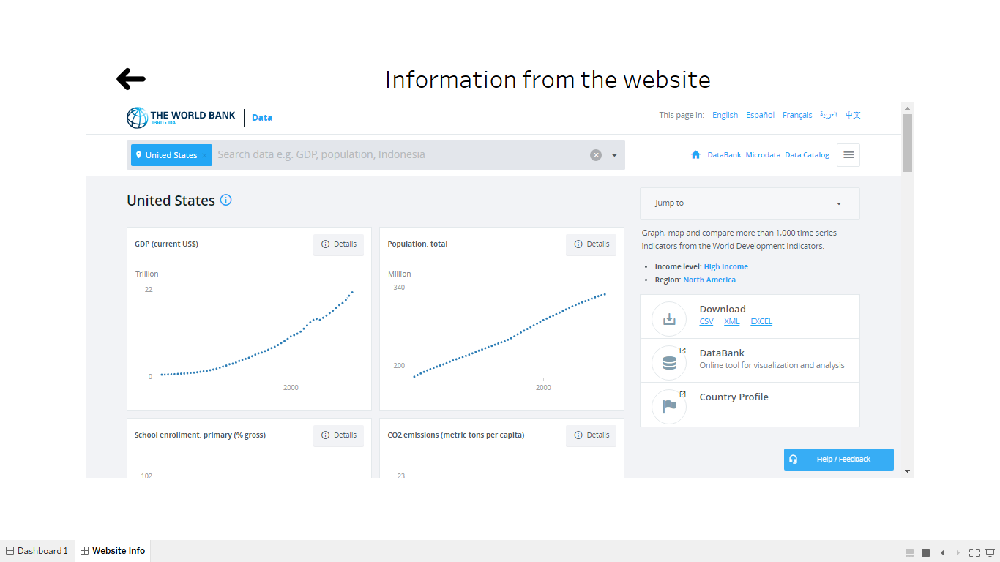 Information from the website
THE WORLD BANK
IBRD • IDA
Data
This page in: English Español Français العربية 中文
United States × Search data e.g. GDP, population, Indonesia
DataBank Microdata Data Catalog
United States
Jump to
GDP (current US$) Details
Trillion
22
0
2000
Population, total Details
Million
340
200
2000
Graph, map and compare more than 1,000 time series
indicators from the World Development Indicators.
• Income level: High income
• Region: North America
Download
CSV XML EXCEL
DataBank
Online tool for visualization and analysis
Country Profile
School enrollment, primary (% gross) Details
102
CO2 emissions (metric tons per capita) Details
23
Help / Feedback
Dashboard 1 Website Info